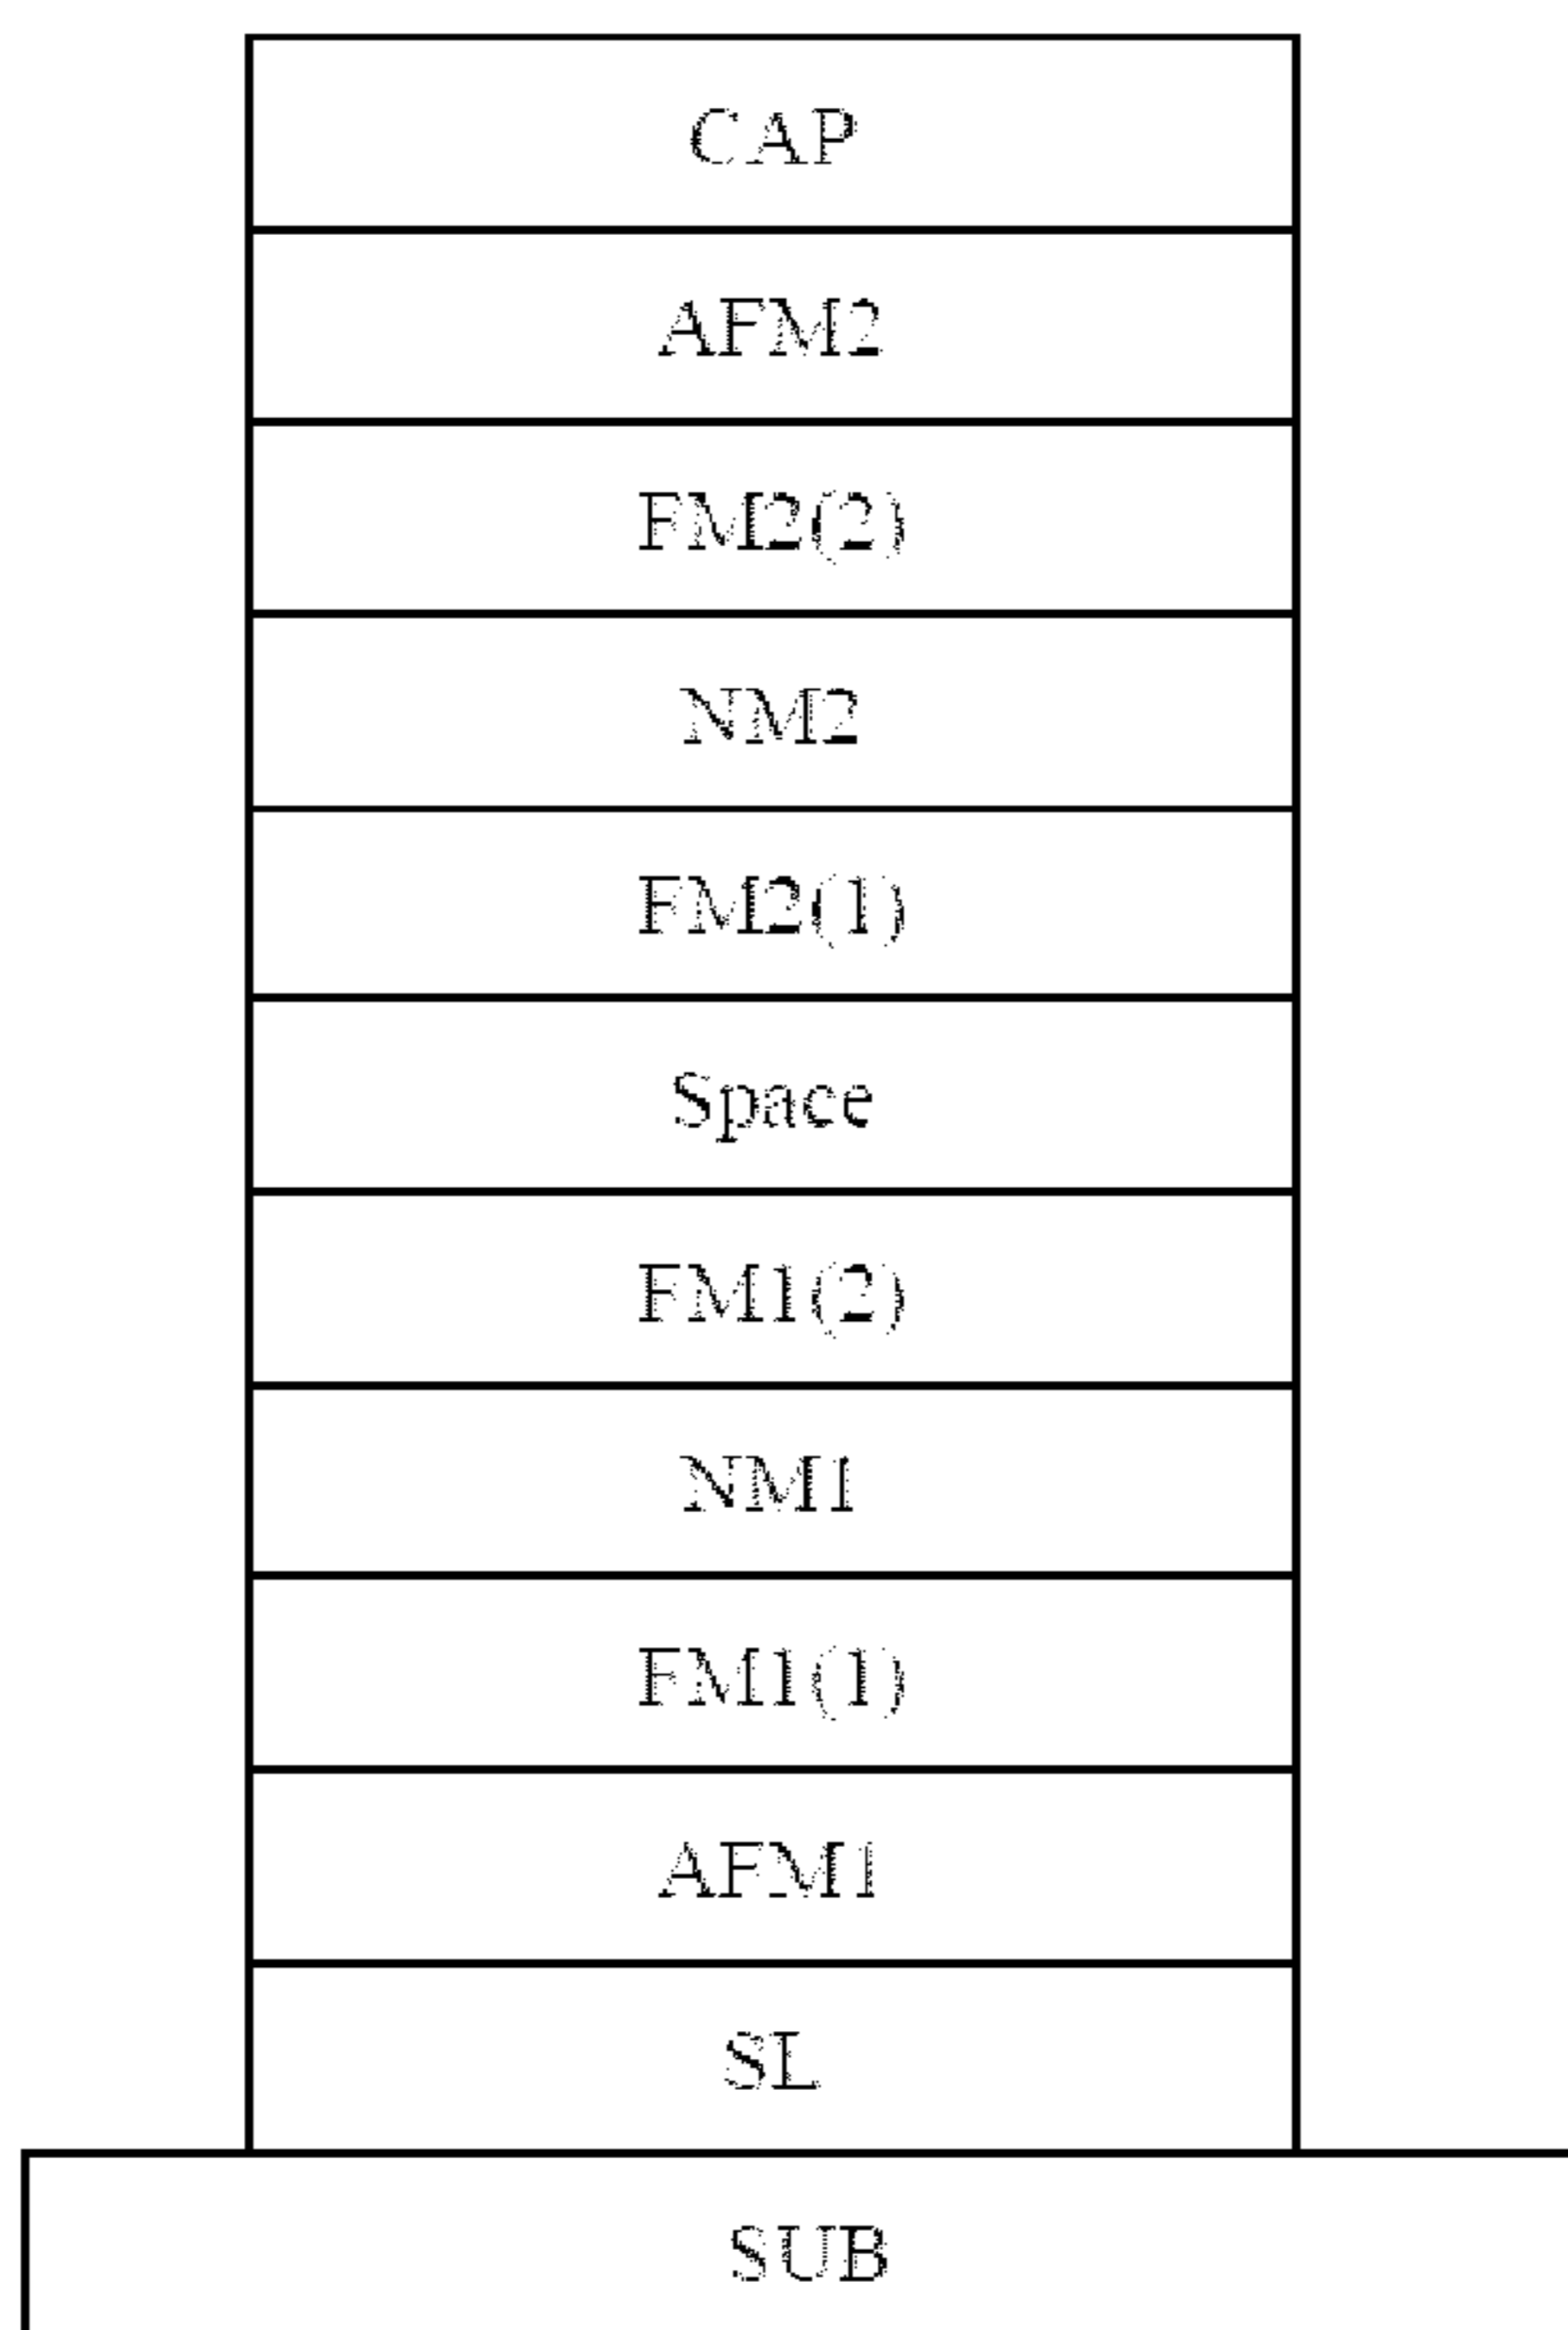 CAP
AFM2
FM2(2)
NM2
FM2(1)
Space
FM1(2)
NM1
FM1(1)
AFM1
SL
SUB